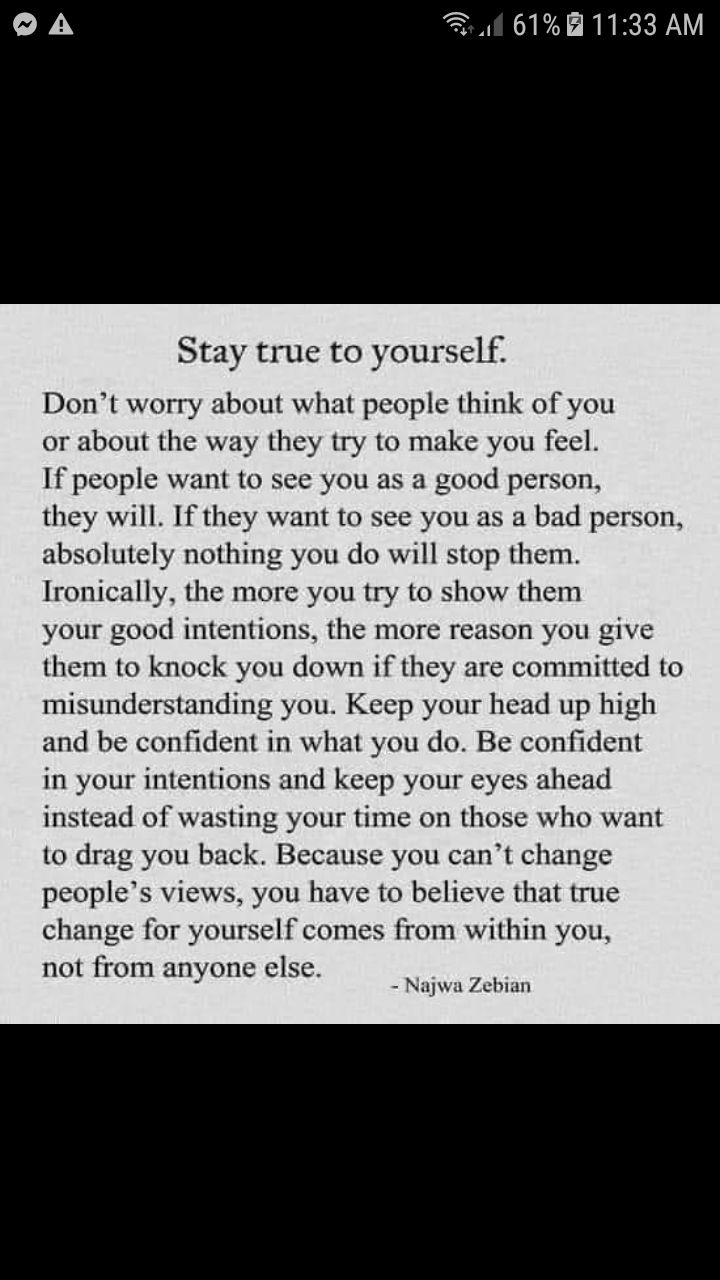 61% 11:33 AM
Stay true to yourself.
Don’t worry about what people think of you
or about the way they try to make you feel.
If people want to see you as a good person,
they will. If they want to see you as a bad person,
absolutely nothing you do will stop them.
Ironically, the more you try to show them
your good intentions, the more reason you give
them to knock you down if they are committed to
misunderstanding you. Keep your head up high
and be confident in what you do. Be confident
in your intentions and keep your eyes ahead
instead of wasting your time on those who want
to drag you back. Because you can’t change
people’s views, you have to believe that true
change for yourself comes from within you,
not from anyone else.
- Najwa Zebian